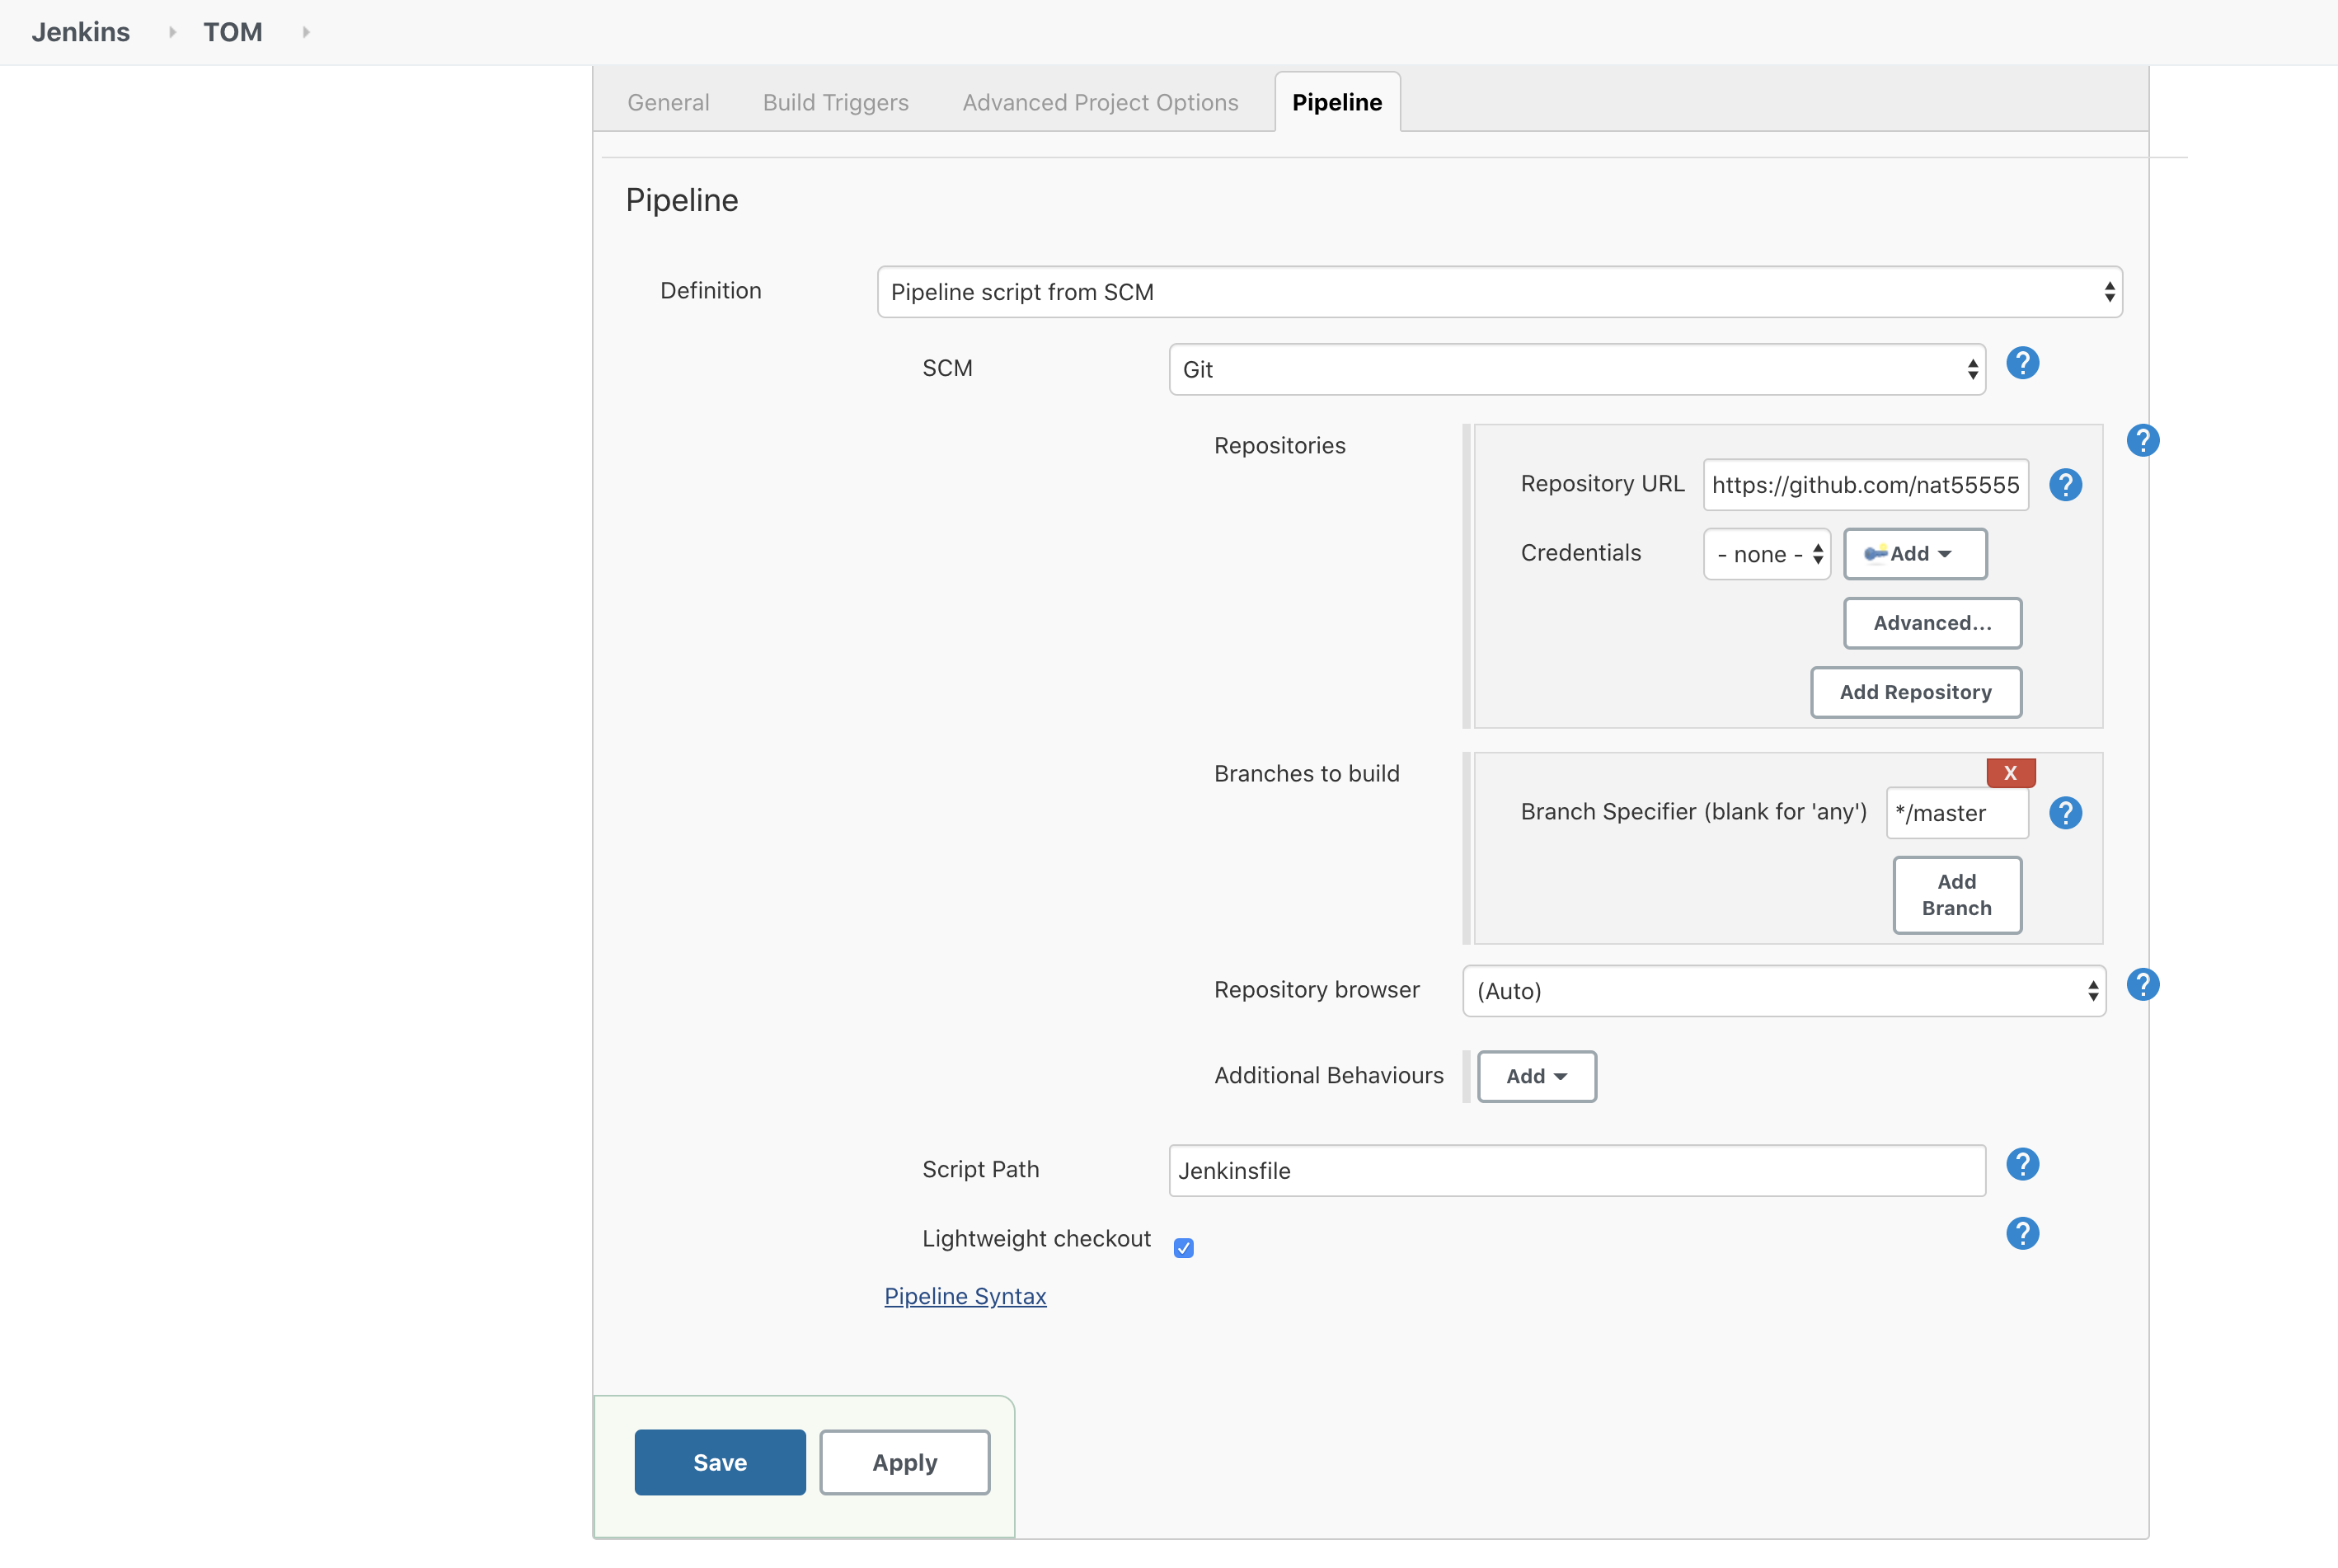 Jenkins TOM
General Build Triggers Advanced Project Options Pipeline
Pipeline
Definition Pipeline script from SCM
SCM Git ?
Repositories ?
Repository URL https://github.com/nat55555 ?
Credentials - none - Add
Advanced...
Add Repository
Branches to build X
Branch Specifier (blank for 'any') */master ?
Add
Branch
Repository browser (Auto) ?
Additional Behaviours Add
Script Path Jenkinsfile ?
Lightweight checkout ?
Pipeline Syntax
Save Apply